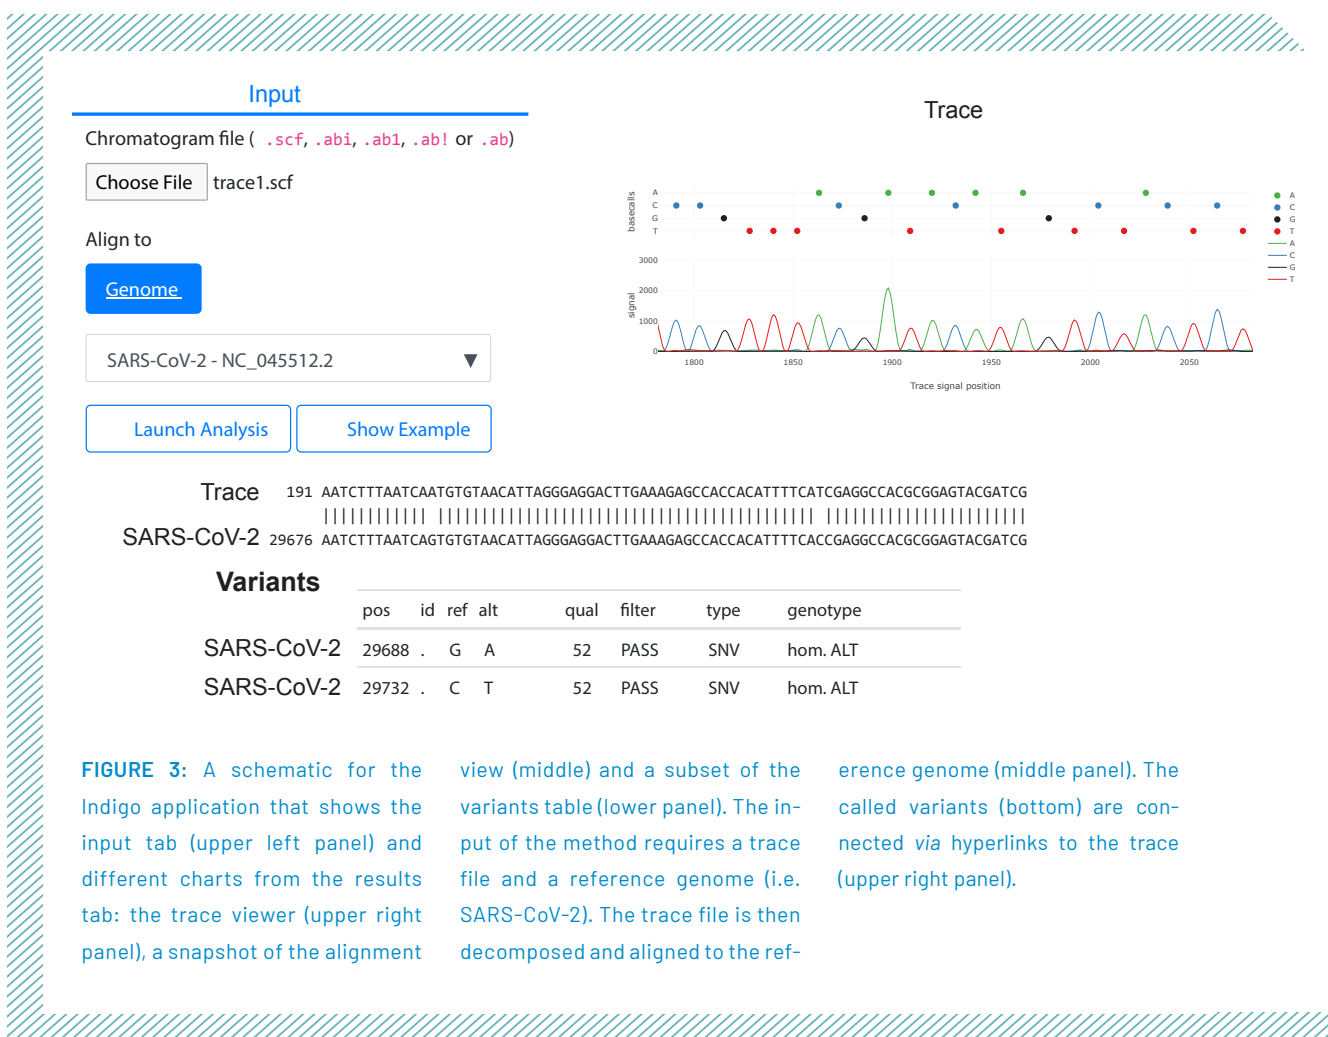 Input
Chromatogram file ( .scf, .abi, .ab1, .ab! or .ab)
Choose File trace1.scf
Align to
Genome
SARS-CoV-2 - NC_045512.2 ▼
Launch Analysis Show Example
Trace
basecalls
A
C
G
T
A
C
G
T
A
C
G
T
signal
3000
2000
1000
0
1800 1850 1900 1950 2000 2050
Trace signal position
Trace 191 AATCTTTAATCAATGTGTAACATTAGGGAGGACTTGAAAGAGCCACCACATTTTCATCGAGGCCACGCGGAGTACGATCG
|||||||||||| ||||||||||||||||||||||||||||||||||||||||||| |||||||||||||||||||||||
SARS-CoV-2 29676 AATCTTTAATCAGTGTGTAACATTAGGGAGGACTTGAAAGAGCCACCACATTTTCACCGAGGCCACGCGGAGTACGATCG
Variants
pos id ref alt qual filter type genotype
SARS-CoV-2 29688 . G A 52 PASS SNV hom. ALT
SARS-CoV-2 29732 . C T 52 PASS SNV hom. ALT
FIGURE 3: A schematic for the
Indigo application that shows the
input tab (upper left panel) and
different charts from the results
tab: the trace viewer (upper right
panel), a snapshot of the alignment
view (middle) and a subset of the
variants table (lower panel). The in-
put of the method requires a trace
file and a reference genome (i.e.
SARS-CoV-2). The trace file is then
decomposed and aligned to the ref-
erence genome (middle panel). The
called variants (bottom) are con-
nected via hyperlinks to the trace
(upper right panel).